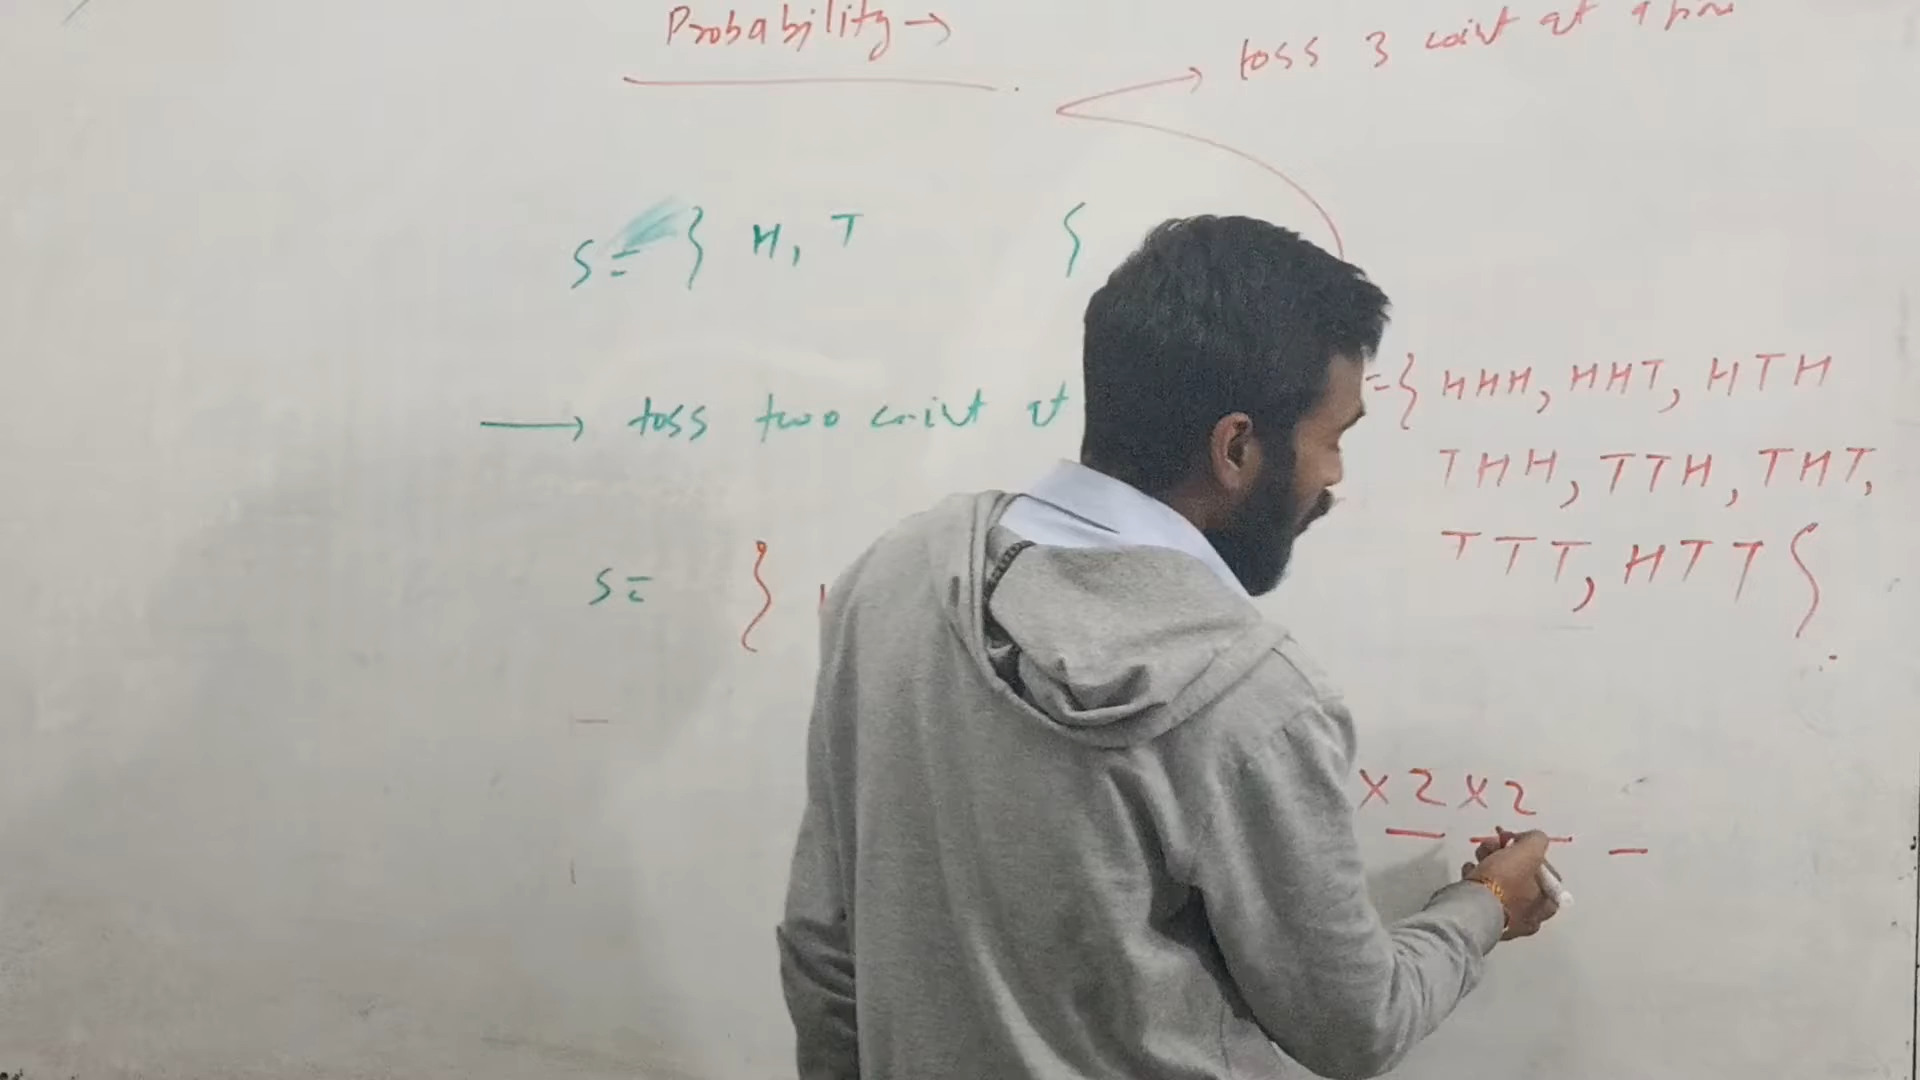 Probability →
toss 3 coint at a
S= } H, T {
→ toss two coint at
= { HHH, HHT, HTH
THH, TTH, THT,
TTT, HTT {
S= }
X 2 X 2